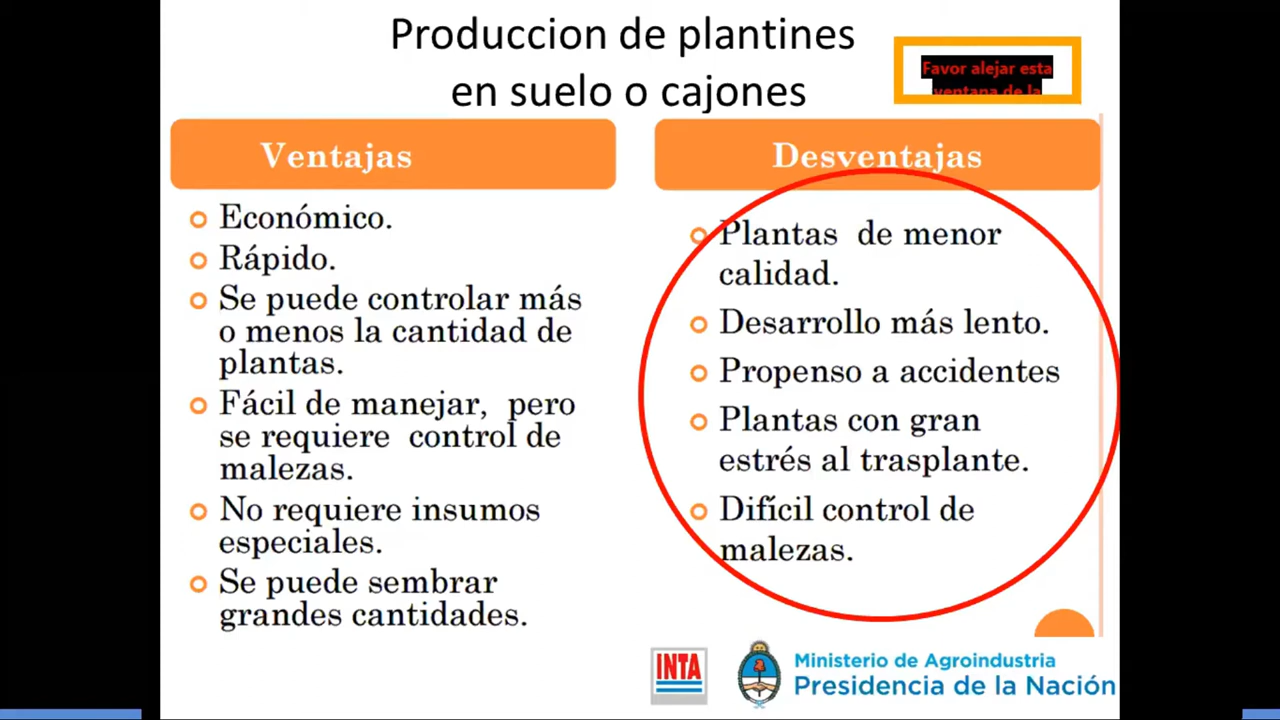 Produccion de plantines
en suelo o cajones
Favor alejar esta
ventana de la
Ventajas
Económico.
Rápido.
Se puede controlar más
o menos la cantidad de
plantas.
Fácil de manejar, pero
se requiere control de
malezas.
No requiere insumos
especiales.
Se puede sembrar
grandes cantidades.
Desventajas
Plantas de menor
calidad.
Desarrollo más lento.
Propenso a accidentes
Plantas con gran
estrés al trasplante.
Difícil control de
malezas.
INTA
Ministerio de Agroindustria
Presidencia de la Nación